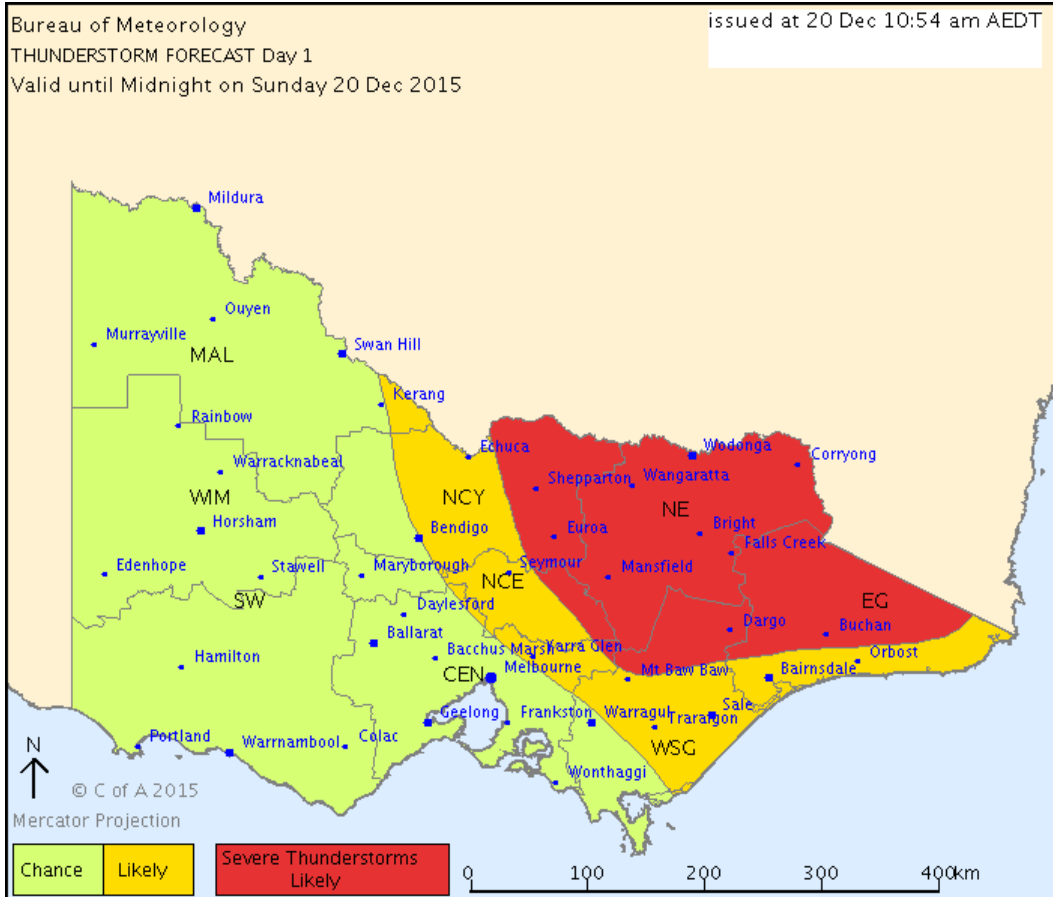 Bureau of Meteorology
issued at 20 Dec 10:54 am AEDT
THUNDERSTORM FORECAST Day 1
Valid until Midnight on Sunday 20 Dec 2015
Mildura
Ouyen
Murrayville
MAL
Swan Hill
Kerang
Rainbow
Echuca
Wodonga
Corryong
Warracknabeal
Shepparton
Wangaratta
WIM
NCY
NE
Horsham
Bendigo
Euroa
Bright
Falls Creek
Edenhope
Stawell
Maryborough
Seymour
NCE
Mansfield
SW
EG
Daylesford
Dargo
Buchan
Ballarat
Yarra Glen
Orbost
Hamilton
Bacchus Marsh
CEN
Melbourne
Mt Baw Baw
Bairnsdale
Geelong
Frankston
Warragul
Sale
Traralgon
Portland
Warrnambool
Colac
WSG
N
Wonthaggi
© C of A 2015
Mercator Projection
Chance
Likely
Severe Thunderstorms
Likely
0
100
200
300
400km